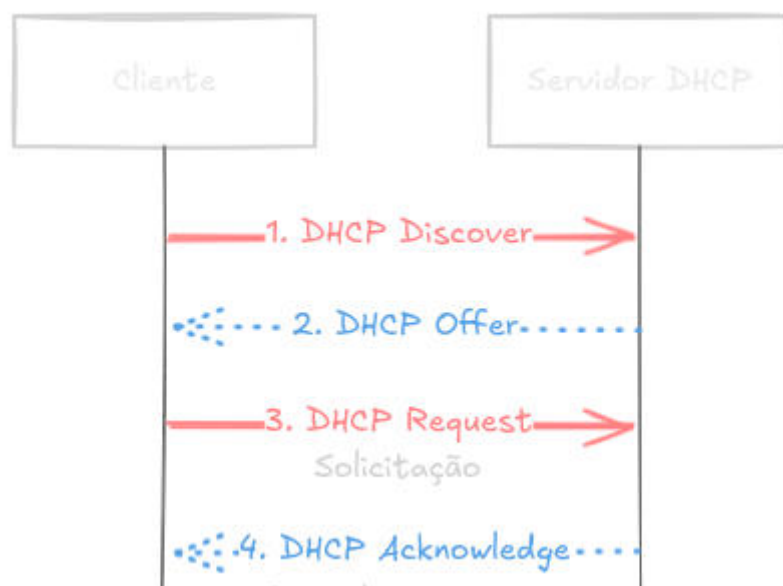 Cliente
Servidor DHCP
1. DHCP Discover
2. DHCP Offer
3. DHCP Request
Solicitação
4. DHCP Acknowledge